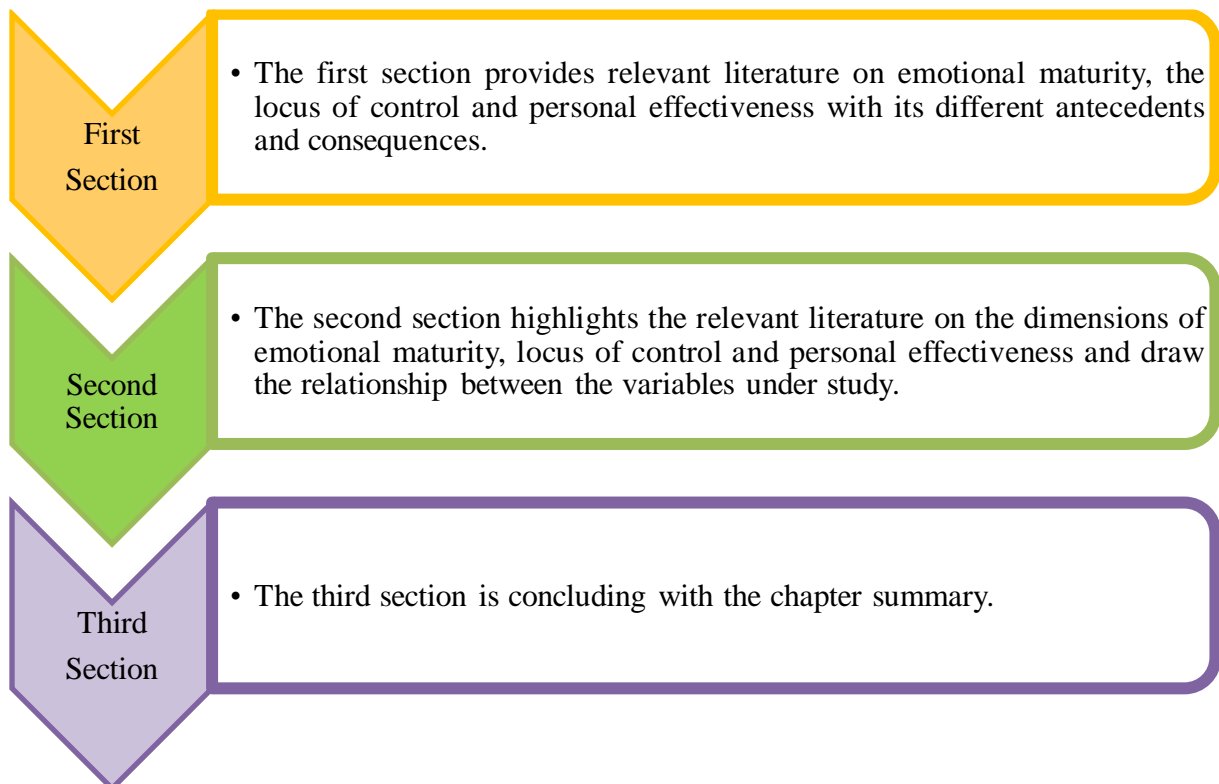 First
Section
• The first section provides relevant literature on emotional maturity, the
locus of control and personal effectiveness with its different antecedents
and consequences.
Second
Section
• The second section highlights the relevant literature on the dimensions of
emotional maturity, locus of control and personal effectiveness and draw
the relationship between the variables under study.
Third
Section
• The third section is concluding with the chapter summary.